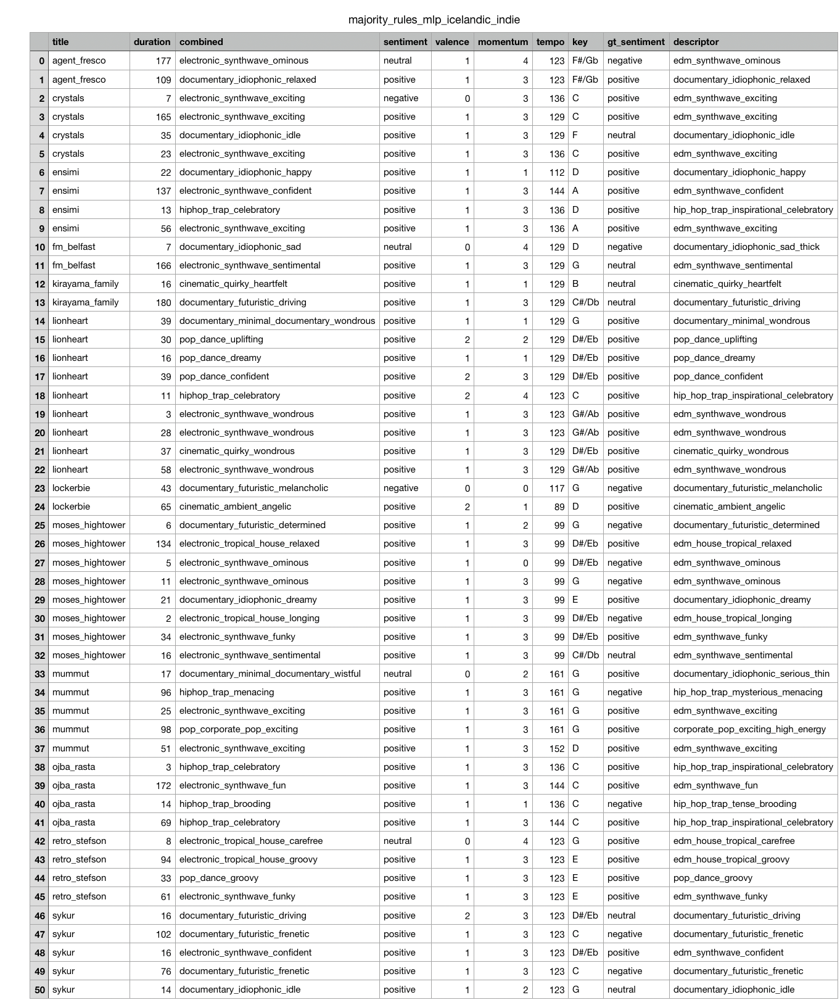 majority_rules_mlp_icelandic_indie
title duration combined sentiment valence momentum tempo key gt_sentiment descriptor
0 agent_fresco 177 electronic_synthwave_ominous neutral 1 4 123 F#/Gb negative edm_synthwave_ominous
1 agent_fresco 109 documentary_idiophonic_relaxed positive 1 3 123 F#/Gb positive documentary_idiophonic_relaxed
2 crystals 7 electronic_synthwave_exciting negative 0 3 136 C positive edm_synthwave_exciting
3 crystals 165 electronic_synthwave_exciting positive 1 3 129 C positive edm_synthwave_exciting
4 crystals 35 documentary_idiophonic_idle positive 1 3 129 F neutral documentary_idiophonic_idle
5 crystals 23 electronic_synthwave_exciting positive 1 3 136 C positive edm_synthwave_exciting
6 ensimi 22 documentary_idiophonic_happy positive 1 1 112 D positive documentary_idiophonic_happy
7 ensimi 137 electronic_synthwave_confident positive 1 3 144 A positive edm_synthwave_confident
8 ensimi 13 hiphop_trap_celebratory positive 1 3 136 D positive hip_hop_trap_inspirational_celebratory
9 ensimi 56 electronic_synthwave_exciting positive 1 3 136 A positive edm_synthwave_exciting
10 fm_belfast 7 documentary_idiophonic_sad neutral 0 4 129 D negative documentary_idiophonic_sad_thick
11 fm_belfast 166 electronic_synthwave_sentimental positive 1 3 129 G neutral edm_synthwave_sentimental
12 kirayama_family 16 cinematic_quirky_heartfelt positive 1 1 129 B neutral cinematic_quirky_heartfelt
13 kirayama_family 180 documentary_futuristic_driving positive 1 3 129 C#/Db neutral documentary_futuristic_driving
14 lionheart 39 documentary_minimal_documentary_wondrous positive 1 1 129 G positive documentary_minimal_wondrous
15 lionheart 30 pop_dance_uplifting positive 2 2 129 D#/Eb positive pop_dance_uplifting
16 lionheart 16 pop_dance_dreamy positive 1 1 129 D#/Eb positive pop_dance_dreamy
17 lionheart 39 pop_dance_confident positive 2 3 129 D#/Eb positive pop_dance_confident
18 lionheart 11 hiphop_trap_celebratory positive 2 4 123 C positive hip_hop_trap_inspirational_celebratory
19 lionheart 3 electronic_synthwave_wondrous positive 1 3 123 G#/Ab positive edm_synthwave_wondrous
20 lionheart 28 electronic_synthwave_wondrous positive 1 3 123 G#/Ab positive edm_synthwave_wondrous
21 lionheart 37 cinematic_quirky_wondrous positive 1 3 129 D#/Eb positive cinematic_quirky_wondrous
22 lionheart 58 electronic_synthwave_wondrous positive 1 3 129 G#/Ab positive edm_synthwave_wondrous
23 lockerbie 43 documentary_futuristic_melancholic negative 0 0 117 G negative documentary_futuristic_melancholic
24 lockerbie 65 cinematic_ambient_angelic positive 2 1 89 D positive cinematic_ambient_angelic
25 moses_hightower 6 documentary_futuristic_determined positive 1 2 99 G negative documentary_futuristic_determined
26 moses_hightower 134 electronic_tropical_house_relaxed positive 1 3 99 D#/Eb positive edm_house_tropical_relaxed
27 moses_hightower 5 electronic_synthwave_ominous positive 1 0 99 D#/Eb negative edm_synthwave_ominous
28 moses_hightower 11 electronic_synthwave_ominous positive 1 3 99 G negative edm_synthwave_ominous
29 moses_hightower 21 documentary_idiophonic_dreamy positive 1 3 99 E positive documentary_idiophonic_dreamy
30 moses_hightower 2 electronic_tropical_house_longing positive 1 3 99 D#/Eb negative edm_house_tropical_longing
31 moses_hightower 34 electronic_synthwave_funky positive 1 3 99 D#/Eb positive edm_synthwave_funky
32 moses_hightower 16 electronic_synthwave_sentimental positive 1 3 99 C#/Db neutral edm_synthwave_sentimental
33 mummut 17 documentary_minimal_documentary_wistful neutral 0 2 161 G positive documentary_idiophonic_serious_thin
34 mummut 96 hiphop_trap_menacing positive 1 3 161 G negative hip_hop_trap_mysterious_menacing
35 mummut 25 electronic_synthwave_exciting positive 1 3 161 G positive edm_synthwave_exciting
36 mummut 98 pop_corporate_pop_exciting positive 1 3 161 G positive corporate_pop_exciting_high_energy
37 mummut 51 electronic_synthwave_exciting positive 1 3 152 D positive edm_synthwave_exciting
38 ojba_rasta 3 hiphop_trap_celebratory positive 1 3 136 C positive hip_hop_trap_inspirational_celebratory
39 ojba_rasta 172 electronic_synthwave_fun positive 1 3 144 C positive edm_synthwave_fun
40 ojba_rasta 14 hiphop_trap_brooding positive 1 1 136 C negative hip_hop_trap_tense_brooding
41 ojba_rasta 69 hiphop_trap_celebratory positive 1 3 144 C positive hip_hop_trap_inspirational_celebratory
42 retro_stefson 8 electronic_tropical_house_carefree neutral 0 4 123 G positive edm_house_tropical_carefree
43 retro_stefson 94 electronic_tropical_house_groovy positive 1 3 123 E positive edm_house_tropical_groovy
44 retro_stefson 33 pop_dance_groovy positive 1 3 123 E positive pop_dance_groovy
45 retro_stefson 61 electronic_synthwave_funky positive 1 3 123 E positive edm_synthwave_funky
46 sykur 16 documentary_futuristic_driving positive 2 3 123 D#/Eb neutral documentary_futuristic_driving
47 sykur 102 documentary_futuristic_frenetic positive 1 3 123 C negative documentary_futuristic_frenetic
48 sykur 16 electronic_synthwave_confident positive 1 3 123 D#/Eb positive edm_synthwave_confident
49 sykur 76 documentary_futuristic_frenetic positive 1 3 123 C negative documentary_futuristic_frenetic
50 sykur 14 documentary_idiophonic_idle positive 1 2 123 G neutral documentary_idiophonic_idle